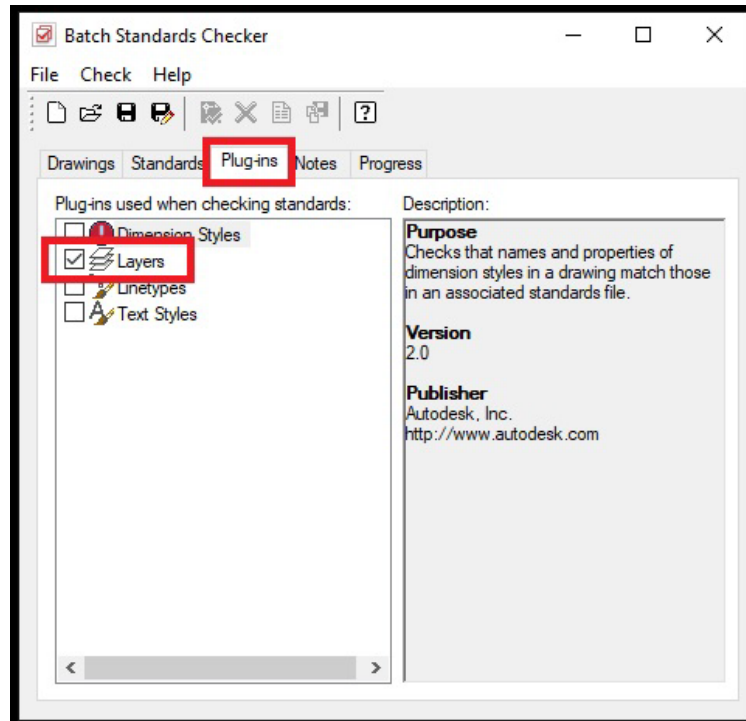 Batch Standards Checker
File Check Help
Drawings Standards Plug-ins Notes Progress
Plug-ins used when checking standards:
Dimension Styles
Layers
Linetypes
Text Styles
Description:
Purpose
Checks that names and properties of
dimension styles in a drawing match those
in an associated standards file.
Version
2.0
Publisher
Autodesk, Inc.
http://www.autodesk.com